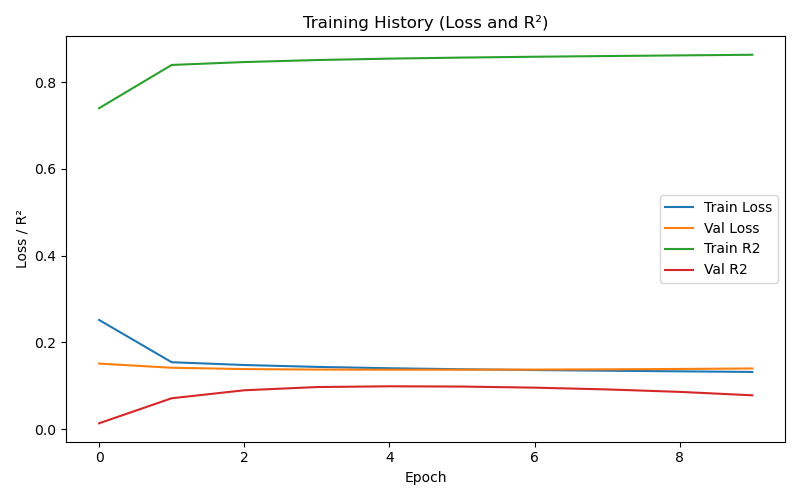 Training History (Loss and R²)
0.8
0.6
0.4
0.2
0.0
Loss / R²
Train Loss
Val Loss
Train R2
Val R2
0 2 4 6 8
Epoch